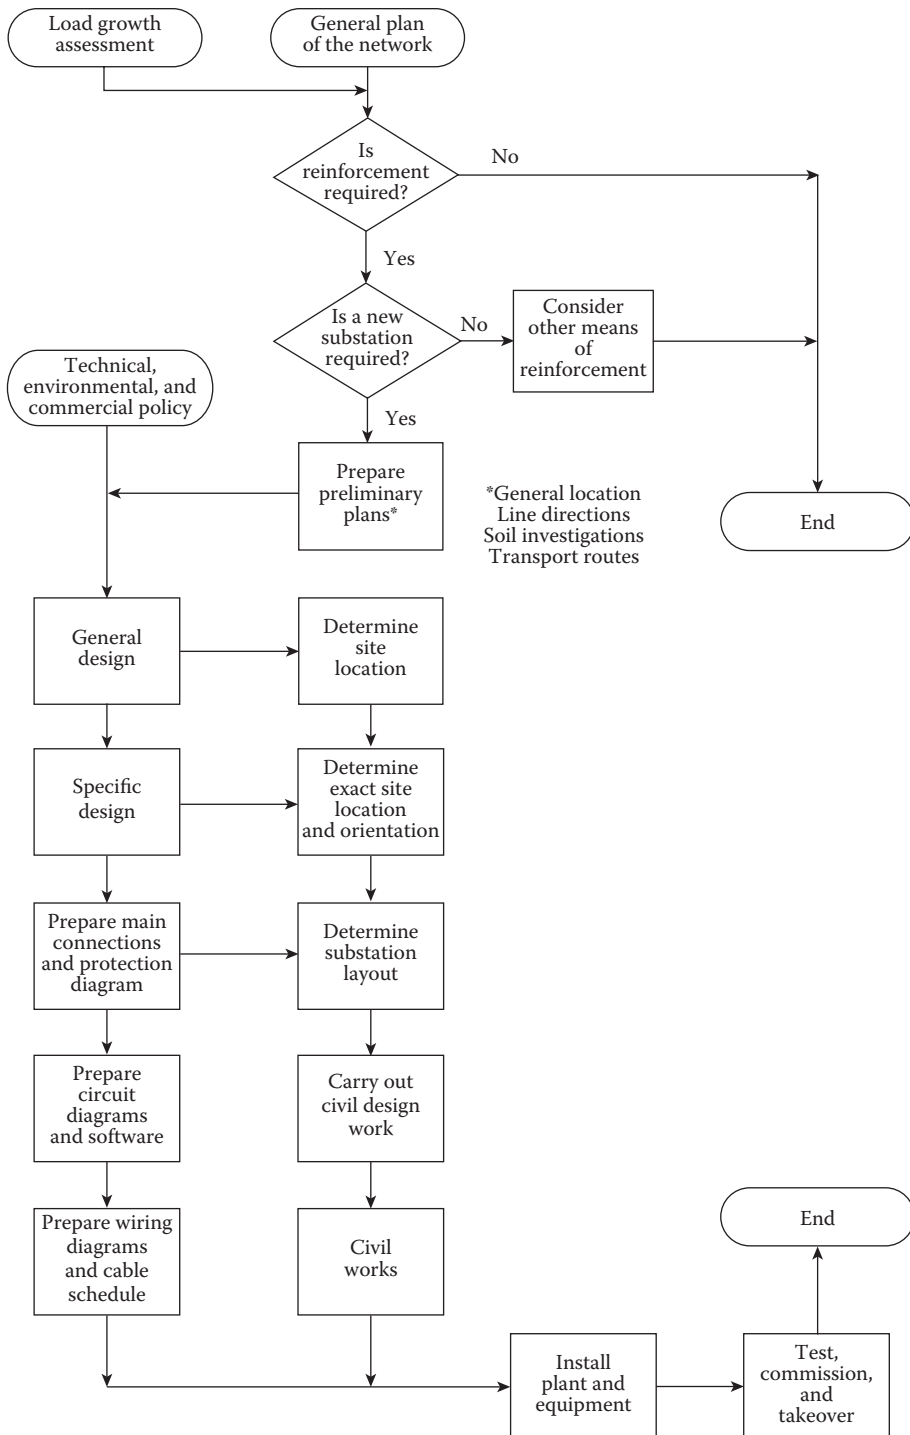 Load growth
assessment
General plan
of the network
Is
reinforcement
required?
No
Yes
Is a new
substation
required?
No
Consider
other means
of
reinforcement
Technical,
environmental, and
commercial policy
Yes
Prepare
preliminary
plans*
*General location
Line directions
Soil investigations
Transport routes
End
General
design
Determine
site
location
Specific
design
Determine
exact site
location
and orientation
Prepare main
connections
and protection
diagram
Determine
substation
layout
Prepare
circuit
diagrams
and software
Carry out
civil design
work
Prepare wiring
diagrams
and cable
schedule
Civil
works
End
Install
plant and
equipment
Test,
commission,
and
takeover